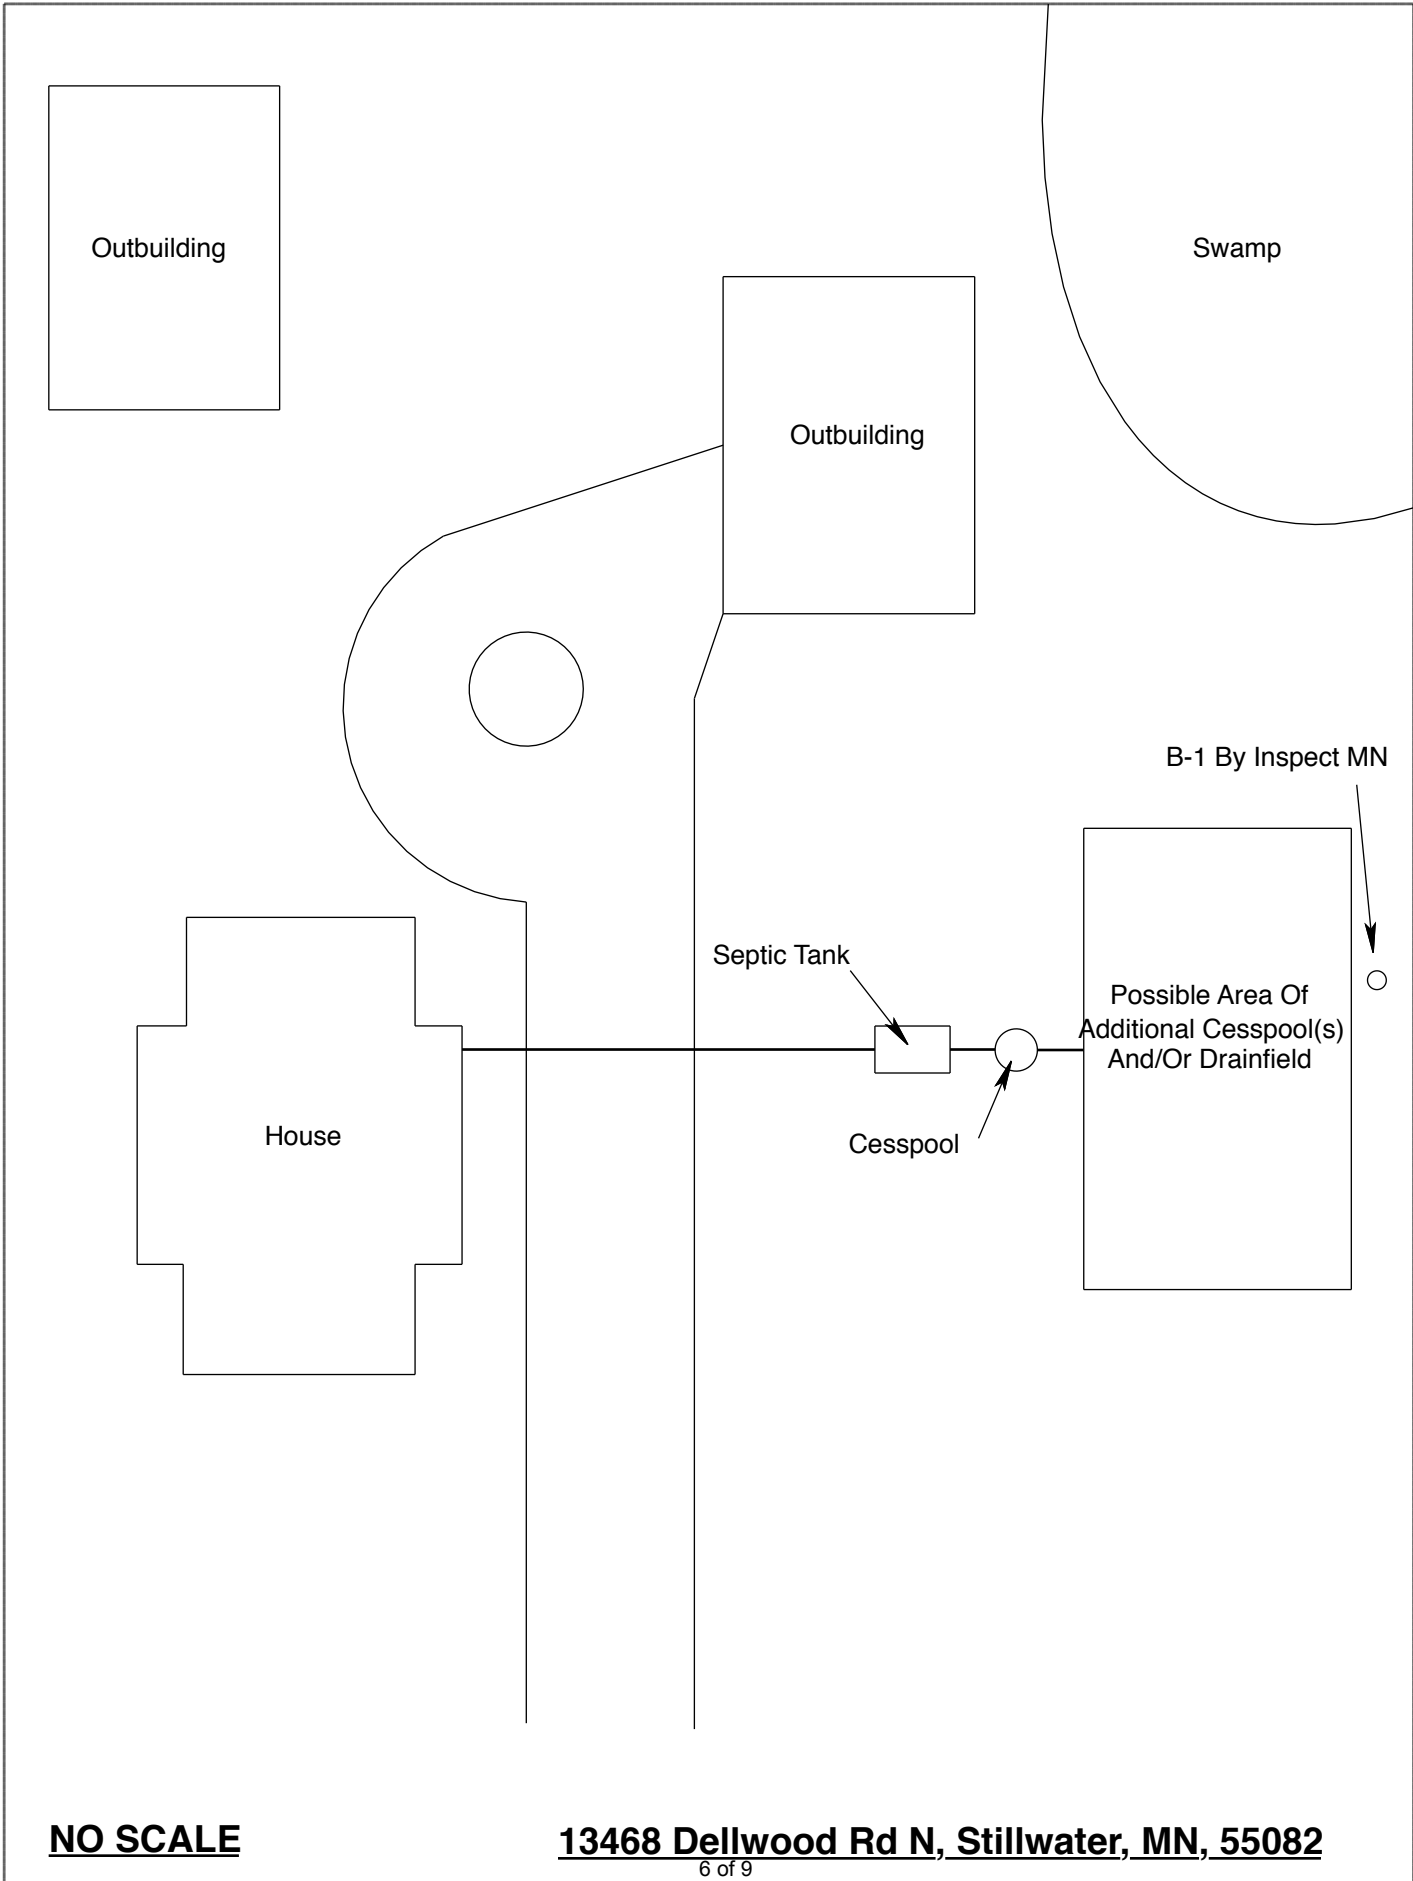 Outbuilding
Swamp
Outbuilding
B-1 By Inspect MN
Septic Tank
Possible Area Of
Additional Cesspool(s)
And/Or Drainfield
House
Cesspool
NO SCALE
13468 Dellwood Rd N, Stillwater, MN, 55082
6 of 9